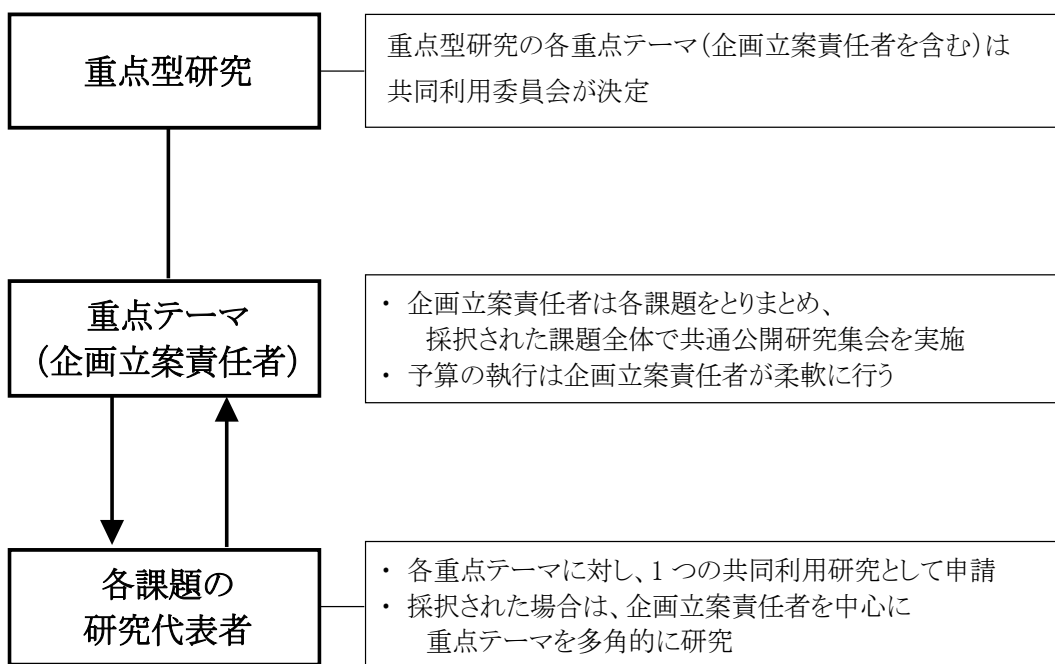 重点型研究
重点型研究の各重点テーマ(企画立案責任者を含む)は
共同利用委員会が決定
重点テーマ
(企画立案責任者)
・ 企画立案責任者は各課題をとりまとめ、
採択された課題全体で共通公開研究集会を実施
・ 予算の執行は企画立案責任者が柔軟に行う
各課題の
研究代表者
・ 各重点テーマに対し、1 つの共同利用研究として申請
・ 採択された場合は、企画立案責任者を中心に
重点テーマを多角的に研究